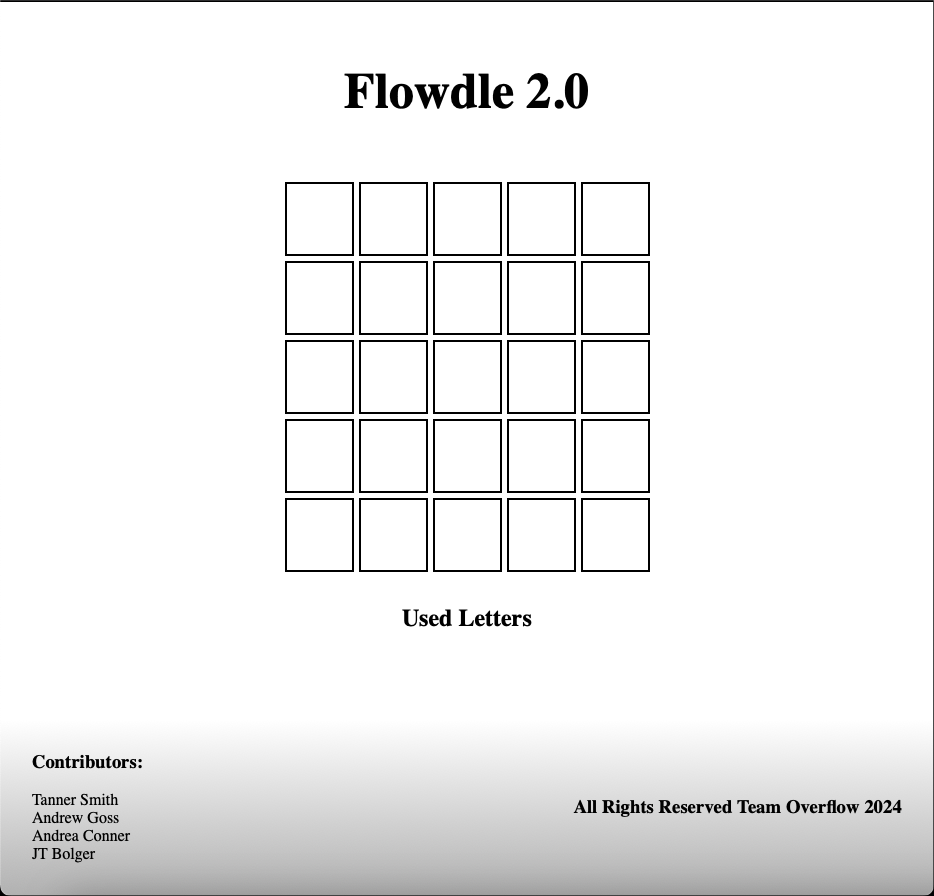 Flowdle 2.0
Used Letters
Contributors:
Tanner Smith
Andrew Goss
Andrea Conner
JT Bolger
All Rights Reserved Team Overflow 2024